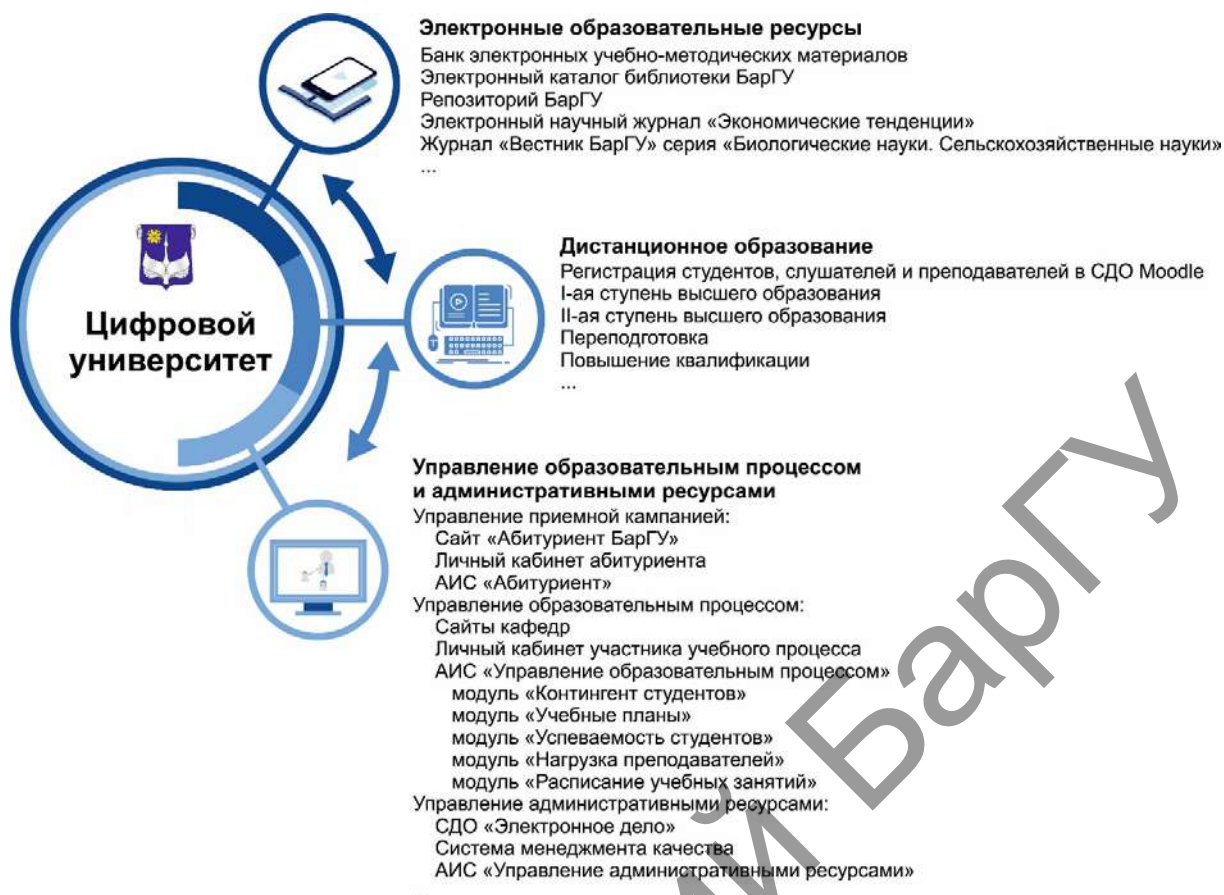 Электронные образовательные ресурсы
Банк электронных учебно-методических материалов
Электронный каталог библиотеки БарГУ
Репозиторий БарГУ
Электронный научный журнал «Экономические тенденции»
Журнал «Вестник БарГУ» серия «Биологические науки. Сельскохозяйственные науки»
...
Цифровой
университет
Дистанционное образование
Регистрация студентов, слушателей и преподавателей в СДО Moodle
I-ая ступень высшего образования
II-ая ступень высшего образования
Переподготовка
Повышение квалификации
...
Управление образовательным процессом
и административными ресурсами
Управление приемной кампанией:
Сайт «Абитуриент БарГУ»
Личный кабинет абитуриента
АИС «Абитуриент»
Управление образовательным процессом:
Сайты кафедр
Личный кабинет участника учебного процесса
АИС «Управление образовательным процессом»
модуль «Контингент студентов»
модуль «Учебные планы»
модуль «Успеваемость студентов»
модуль «Нагрузка преподавателей»
модуль «Расписание учебных занятий»
Управление административными ресурсами:
СДО «Электронное дело»
Система менеджмента качества
АИС «Управление административными ресурсами»
БарГУ